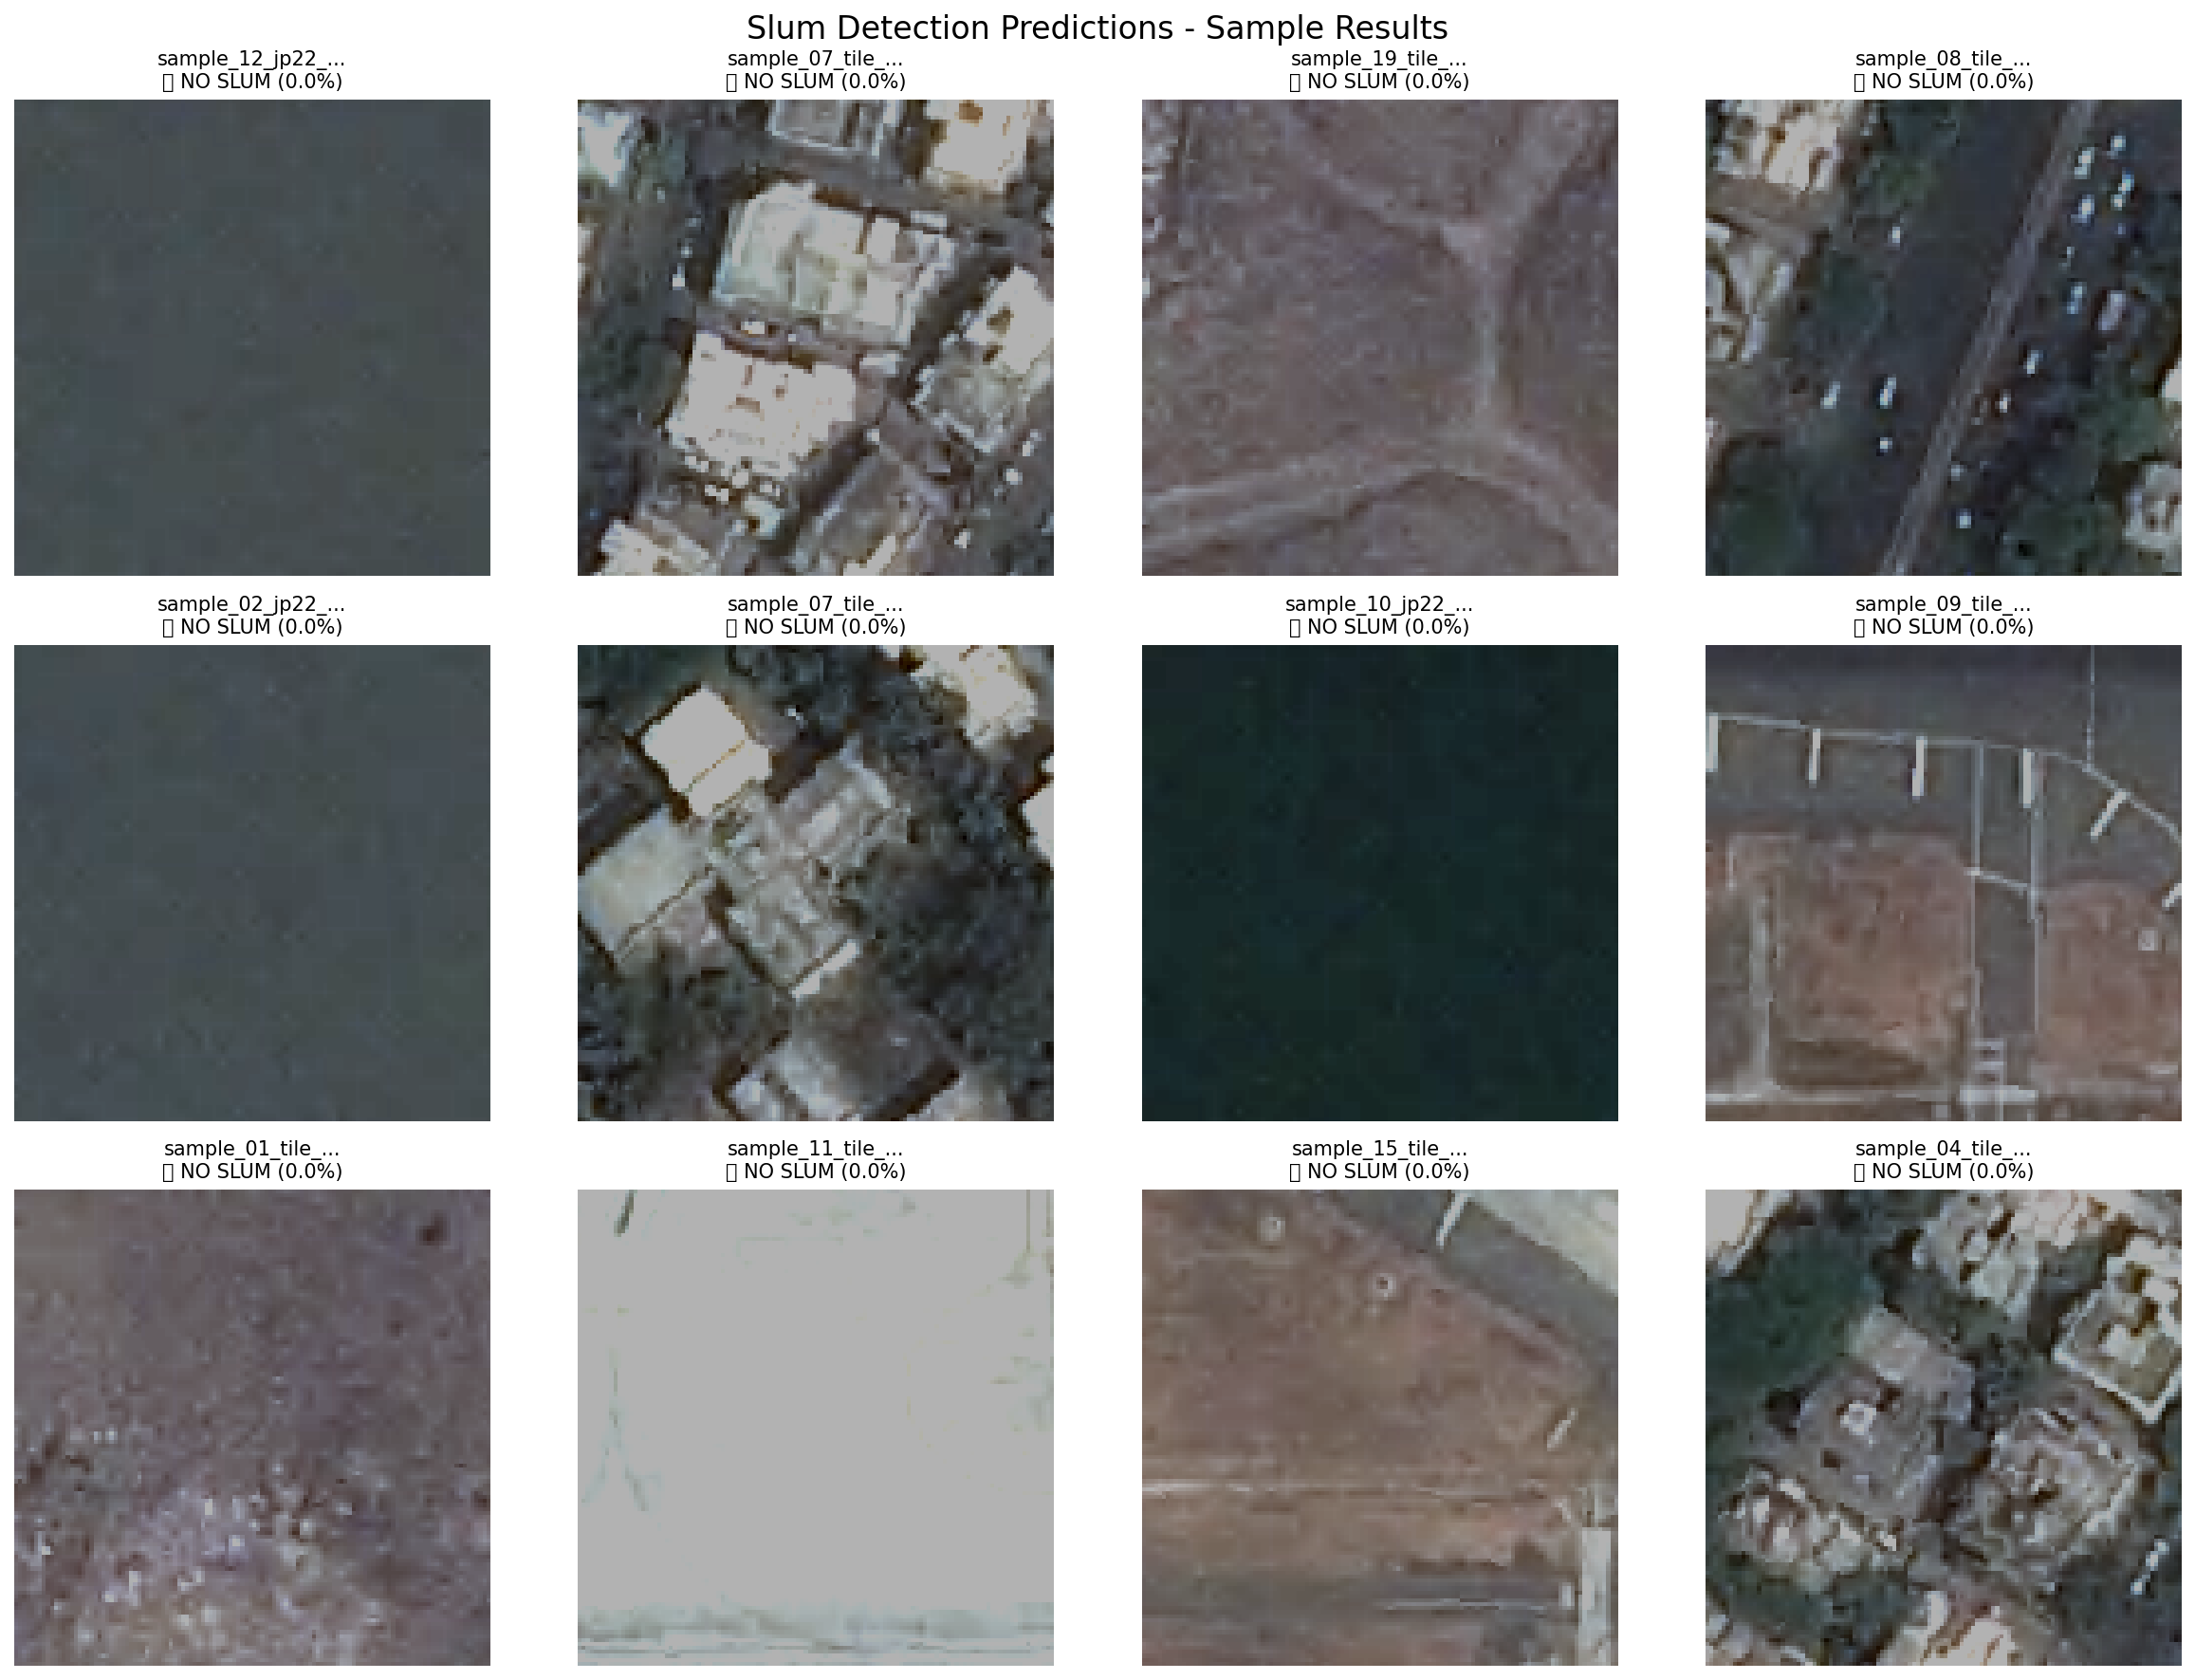 Slum Detection Predictions - Sample Results
sample_12_jp22_...
▯ NO SLUM (0.0%)
sample_07_tile_...
▯ NO SLUM (0.0%)
sample_19_tile_...
▯ NO SLUM (0.0%)
sample_08_tile_...
▯ NO SLUM (0.0%)
sample_02_jp22_...
▯ NO SLUM (0.0%)
sample_07_tile_...
▯ NO SLUM (0.0%)
sample_10_jp22_...
▯ NO SLUM (0.0%)
sample_09_tile_...
▯ NO SLUM (0.0%)
sample_01_tile_...
▯ NO SLUM (0.0%)
sample_11_tile_...
▯ NO SLUM (0.0%)
sample_15_tile_...
▯ NO SLUM (0.0%)
sample_04_tile_...
▯ NO SLUM (0.0%)